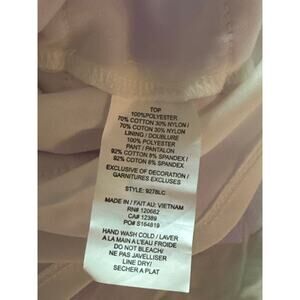 TOP
100%POLYESTER
70% COTTON 30% NYLON /
70% COTON 30% NYLON
LINING / DOUBLURE
100% POLYESTER
PANT / PANTALON
92% COTTON 8% SPANDEX /
92% COTON 8% SPANDEX
EXCLUSIVE OF DECORATION /
GARNITURES EXCLUSES
STYLE: 9278LC
MADE IN / FAIT AU: VIETNAM
RN# 120662
CA# 12389
PO# S164819
HAND WASH COLD / LAVER
A LA MAIN A L'EAU FROIDE
DO NOT BLEACH/
NE PAS JAVELLISER
LINE DRY/
SECHER A PLAT